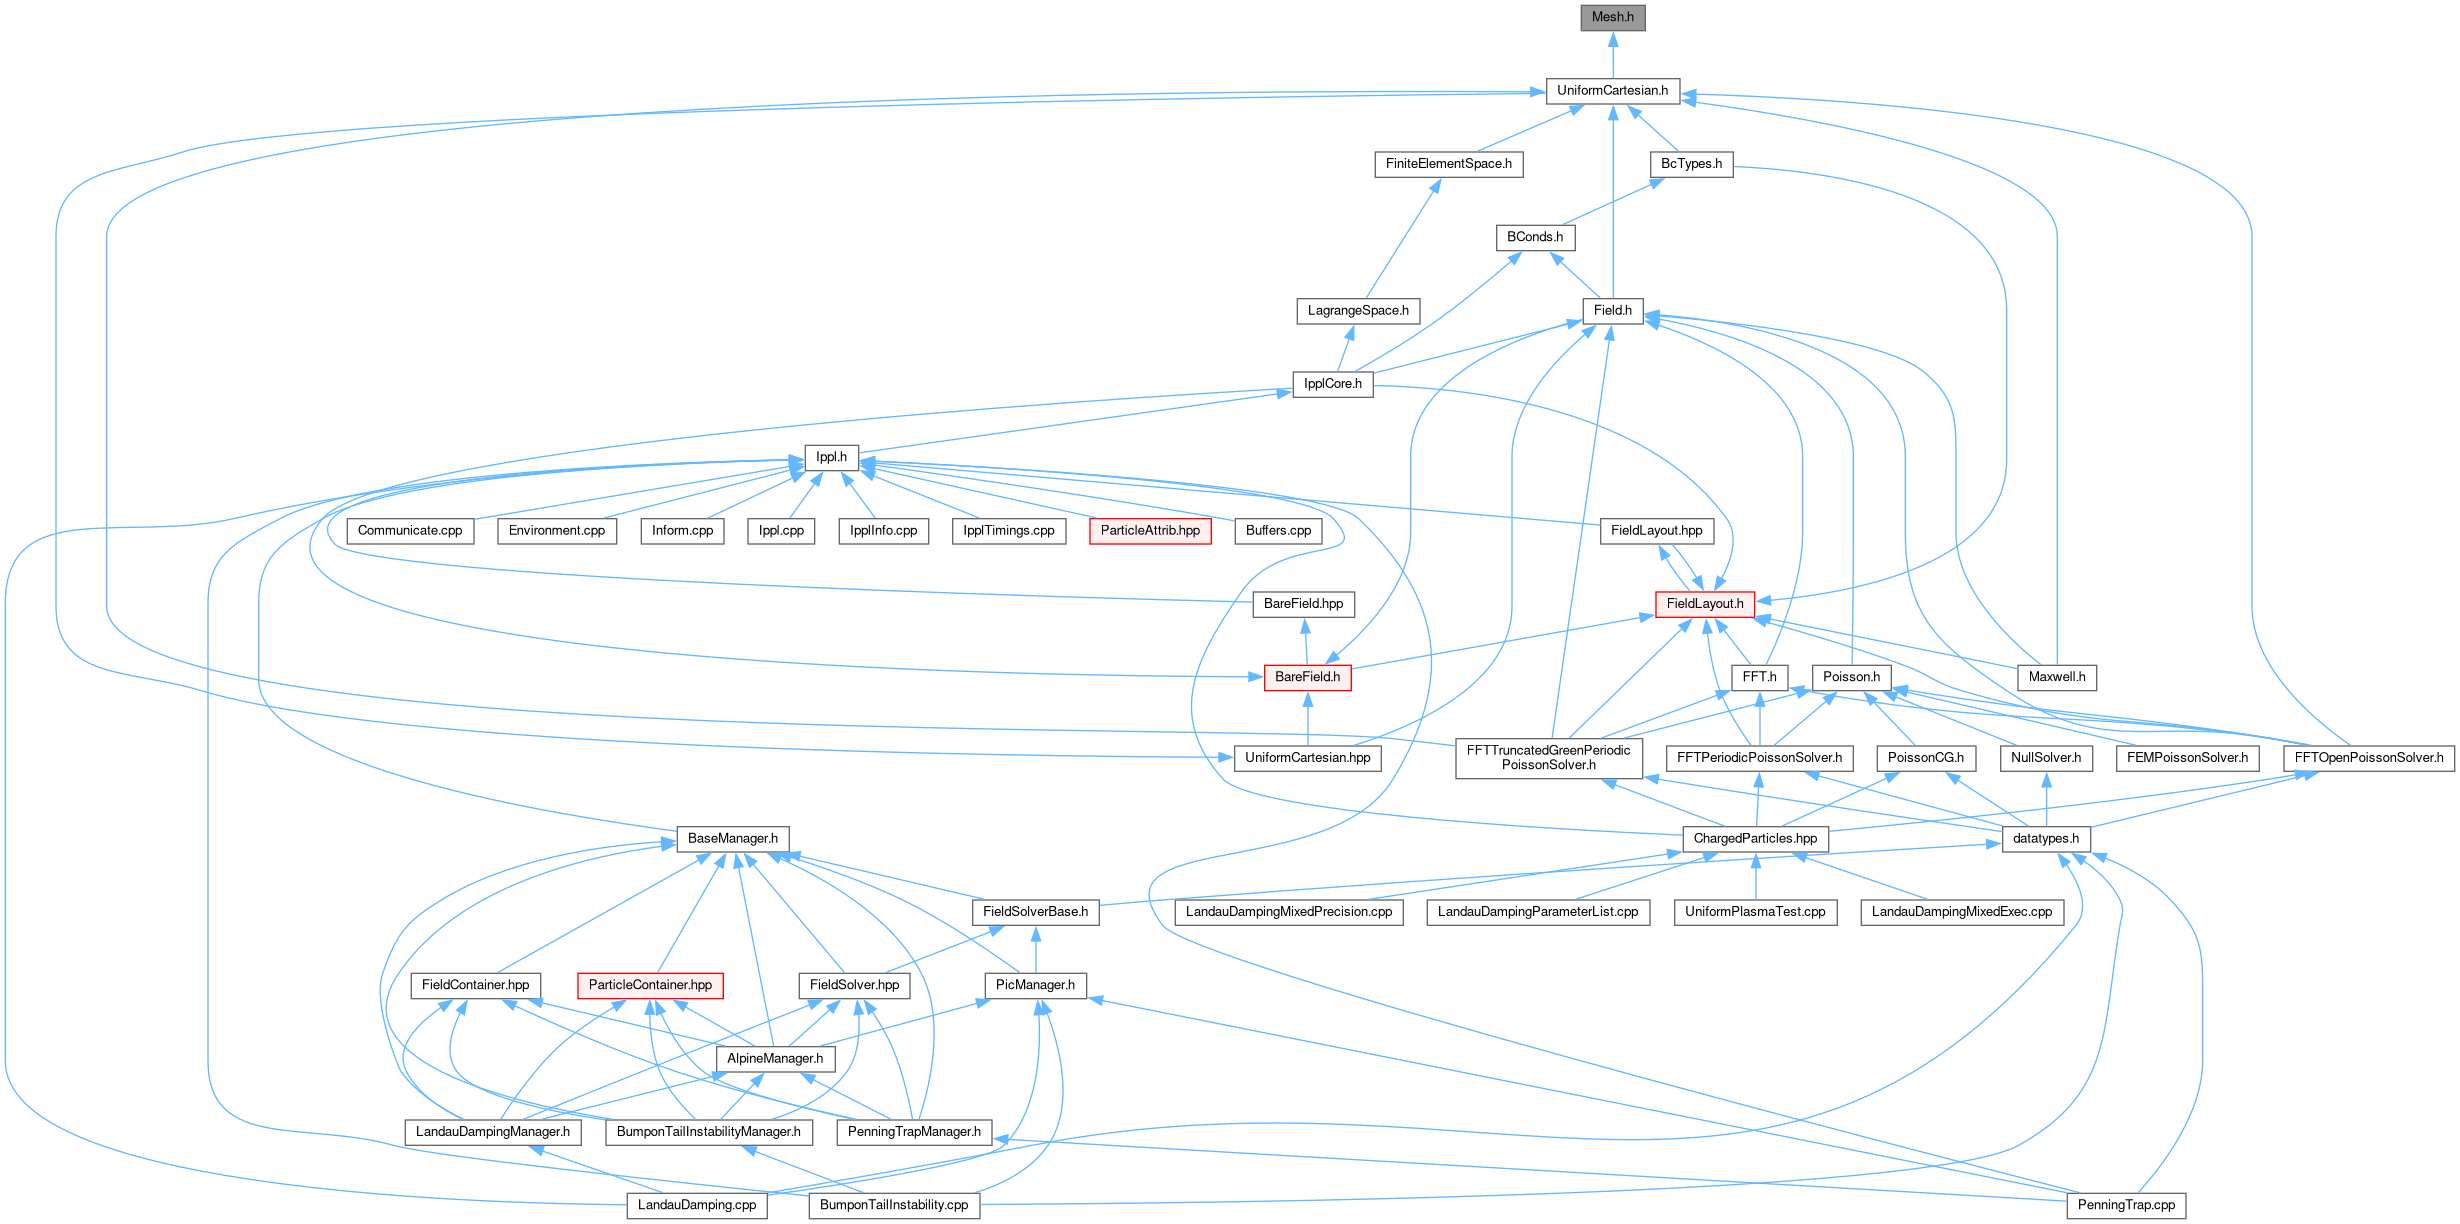 Mesh.h
UniformCartesian.h
FiniteElementSpace.h
BcTypes.h
BConds.h
LagrangeSpace.h
Field.h
IpplCore.h
Ippl.h
Communicate.cpp
Environment.cpp
Inform.cpp
Ippl.cpp
IpplInfo.cpp
IpplTimings.cpp
ParticleAttrib.hpp
Buffers.cpp
FieldLayout.hpp
BareField.hpp
FieldLayout.h
BareField.h
FFT.h
Poisson.h
Maxwell.h
UniformCartesian.hpp
FFTTruncatedGreenPeriodic
PoissonSolver.h
FFTPeriodicPoissonSolver.h
PoissonCG.h
NullSolver.h
FEMPoissonSolver.h
FFTOpenPoissonSolver.h
BaseManager.h
ChargedParticles.hpp
datatypes.h
FieldSolverBase.h
LandauDampingMixedPrecision.cpp
LandauDampingParameterList.cpp
UniformPlasmaTest.cpp
LandauDampingMixedExec.cpp
FieldContainer.hpp
ParticleContainer.hpp
FieldSolver.hpp
PicManager.h
AlpineManager.h
LandauDampingManager.h
BumponTailInstabilityManager.h
PenningTrapManager.h
LandauDamping.cpp
BumponTailInstability.cpp
PenningTrap.cpp